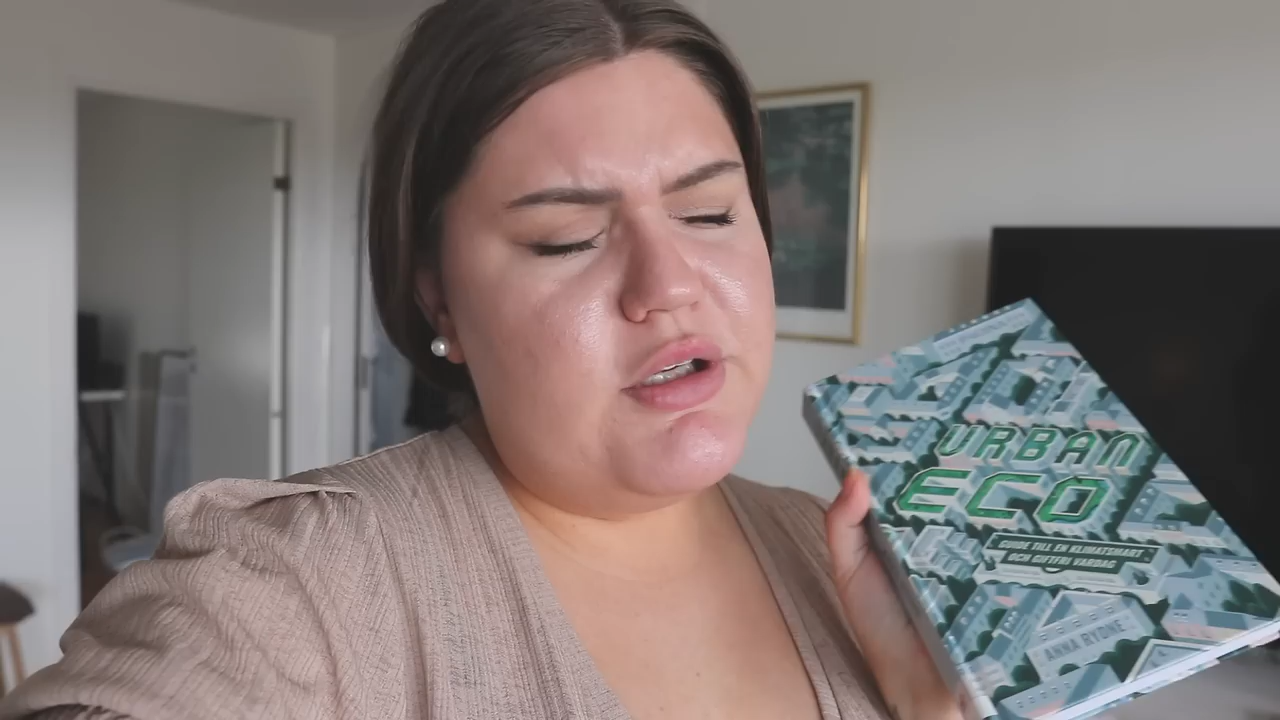 URBAN
ECO
GUIDE TILL EN KLIMATSMART
OCH GIFTFRI VARDAG
ANNA RYDNE